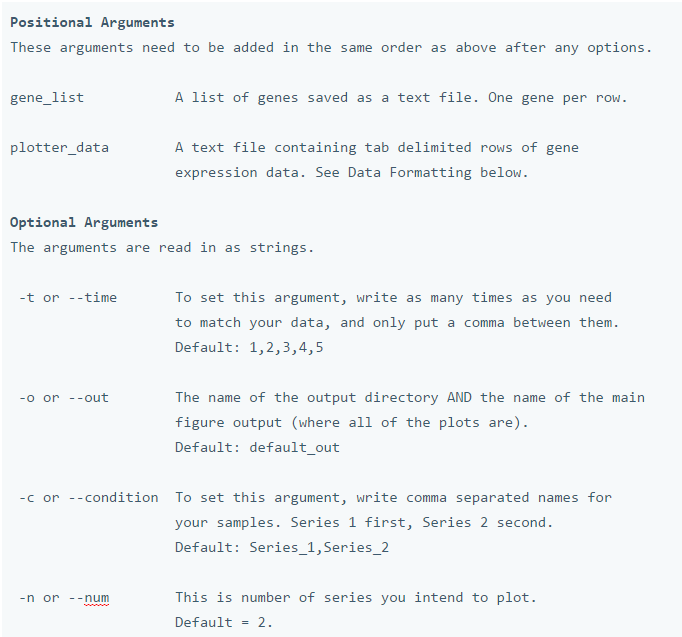 Positional Arguments
These arguments need to be added in the same order as above after any options.
gene_list A list of genes saved as a text file. One gene per row.
plotter_data A text file containing tab delimited rows of gene
expression data. See Data Formatting below.
Optional Arguments
The arguments are read in as strings.
-t or --time To set this argument, write as many times as you need
to match your data, and only put a comma between them.
Default: 1,2,3,4,5
-o or --out The name of the output directory AND the name of the main
figure output (where all of the plots are).
Default: default_out
-c or --condition To set this argument, write comma separated names for
your samples. Series 1 first, Series 2 second.
Default: Series_1,Series_2
-n or --num This is number of series you intend to plot.
Default = 2.